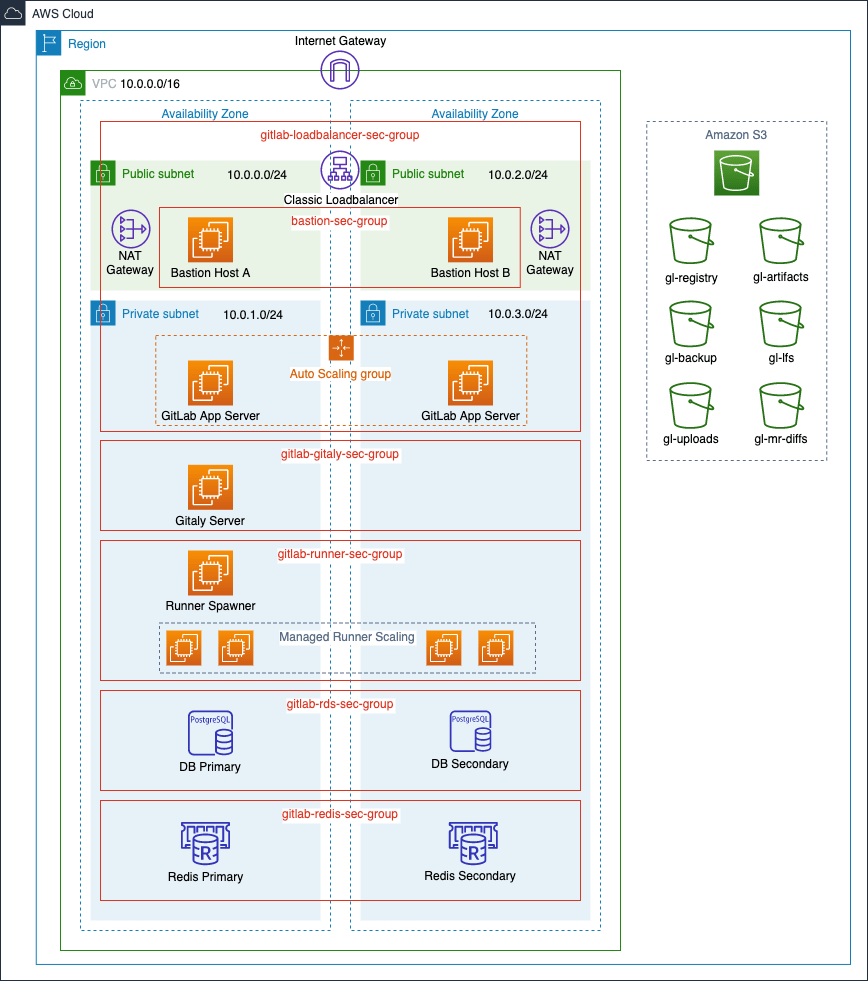 AWS Cloud
Region
Internet Gateway
VPC 10.0.0.0/16
Availability Zone
Availability Zone
gitlab-loadbalancer-sec-group
Public subnet
10.0.0.0/24
Public subnet
10.0.2.0/24
Classic Loadbalancer
bastion-sec-group
NAT
Gateway
Bastion Host A
Bastion Host B
NAT
Gateway
Private subnet
10.0.1.0/24
Private subnet
10.0.3.0/24
Auto Scaling group
GitLab App Server
GitLab App Server
gitlab-gitaly-sec-group
Gitaly Server
gitlab-runner-sec-group
Runner Spawner
Managed Runner Scaling
gitlab-rds-sec-group
PostgreSQL
DB Primary
PostgreSQL
DB Secondary
gitlab-redis-sec-group
R
Redis Primary
R
Redis Secondary
Amazon S3
gl-registry
gl-artifacts
gl-backup
gl-lfs
gl-uploads
gl-mr-diffs